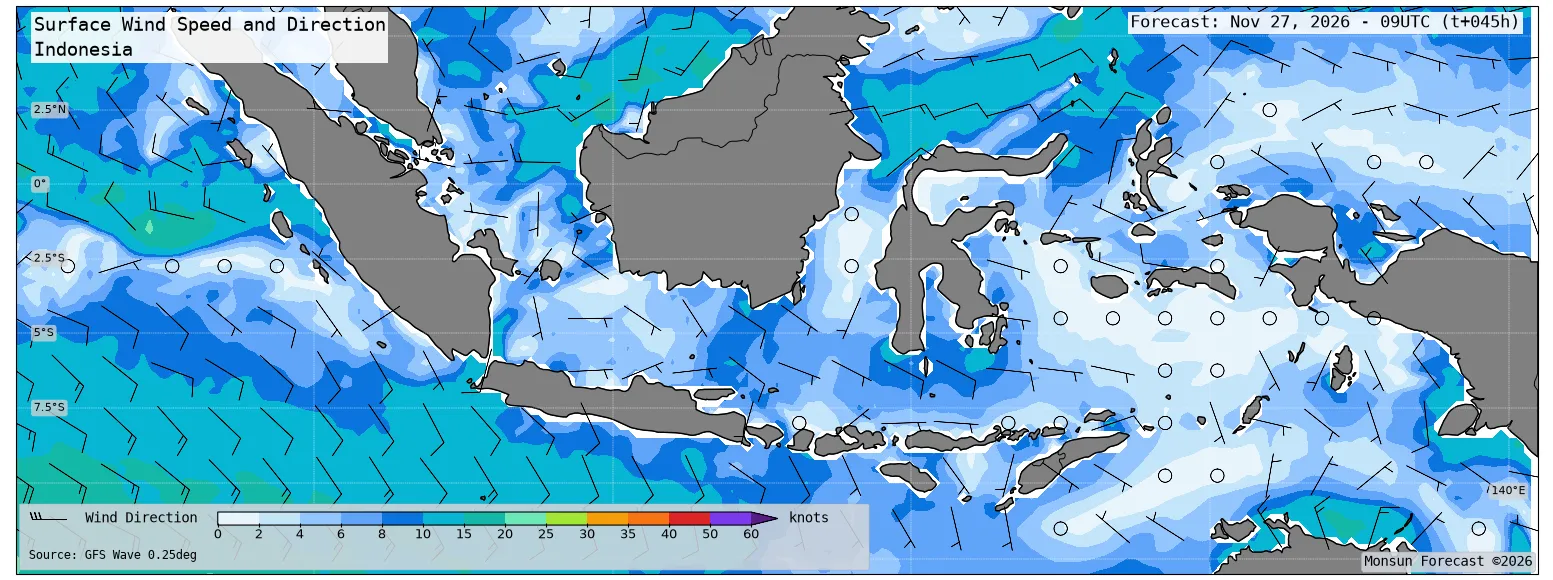 Surface Wind Speed and Direction
Indonesia
Forecast: Nov 27, 2026 - 09UTC (t+045h)
2.5°N
0°
2.5°S
5°S
7.5°S
140°E
Wind Direction
0 2 4 6 8 10 15 20 25 30 35 40 50 60
knots
Source: GFS Wave 0.25deg
Monsun Forecast ©2026